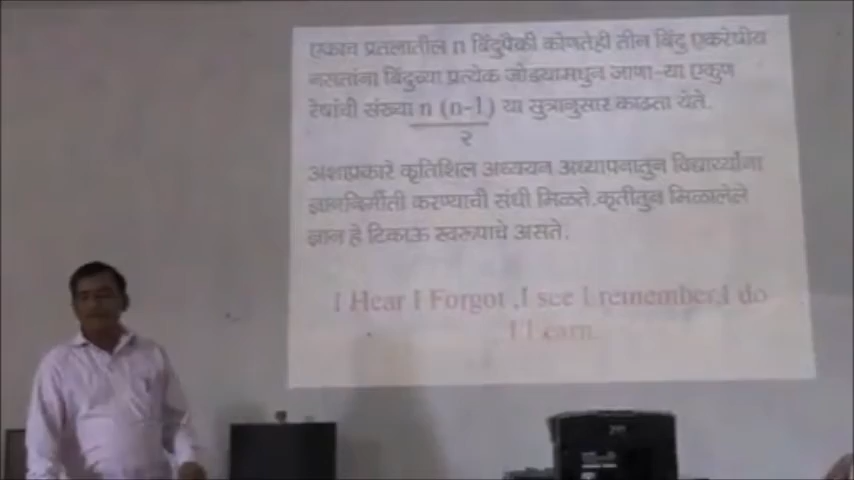 एकाच प्रतलातील n बिंदुपैकी कोणतेही तीन बिंदु एकरेषीय
नसतांना बिंदुच्या प्रत्येक जोड्यामधुन जाणा-या एकुण
रेषांची संख्या n (n-1) या सुत्रानुसार काढता येते.
२
अशाप्रकारे कृतिशिल अध्ययन अध्यापनातुन विद्यार्थ्यांना
ज्ञाननिर्मीती करण्याची संधी मिळते.कृतीतुन मिळालेले
ज्ञान हे टिकाऊ स्वरुपाचे असते.
I Hear I Forgot ,I see I remember,I do
I Learn.